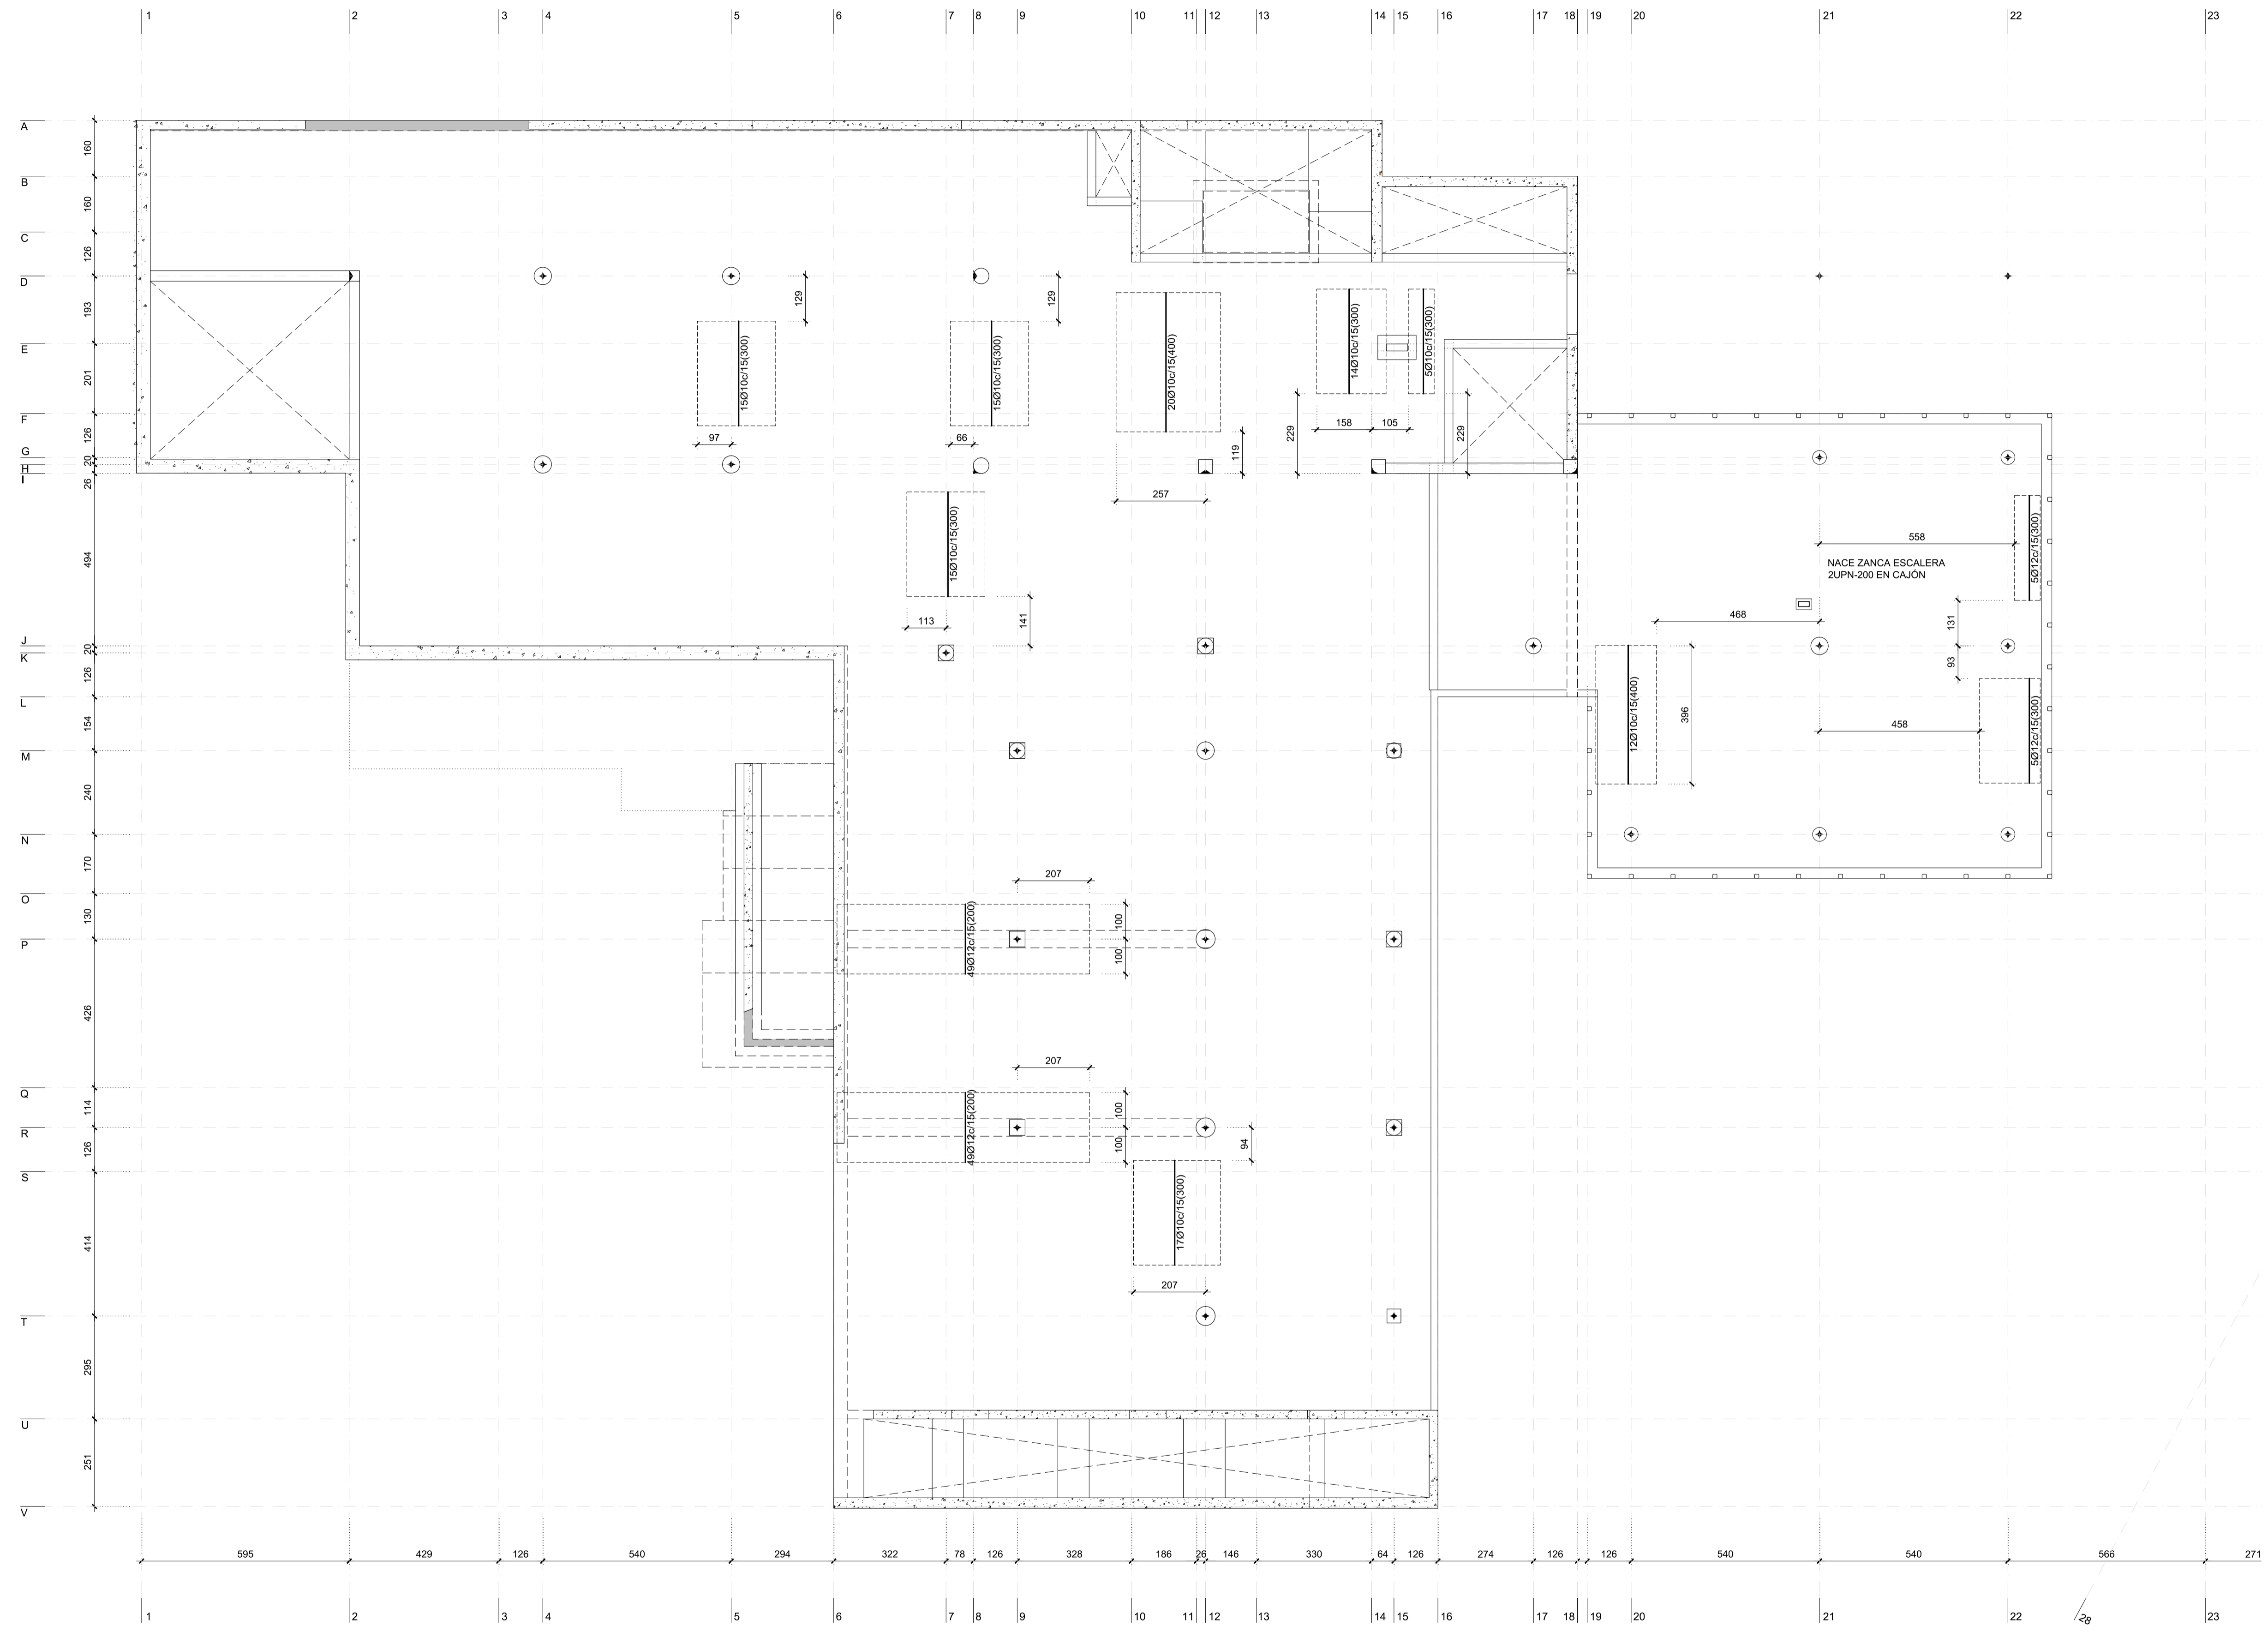 1 2 3 4 5 6 7 8 9 10 11 12 13 14 15 16 17 18 19 20 21 22 23
A
160
B
160
C
126
D
193
E
201
F
126
G
20
H
I
26
494
J
20
K
126
L
154
M
240
N
170
O
130
P
426
Q
114
R
126
S
414
T
295
U
251
V
129
129
15Ø10c/15(300)
15Ø10c/15(300)
20Ø10c/15(400)
14Ø10c/15(300)
5Ø10c/15(300)
97
66
119
229
158
105
229
257
15Ø10c/15(300)
113
141
558
NACE ZANCA ESCALERA
2UPN-200 EN CAJÓN
5Ø12c/15(300)
468
131
93
12Ø10c/15(400)
396
458
5Ø12c/15(300)
207
49Ø12c/15(200)
100
100
207
49Ø12c/15(200)
100
100
94
17Ø10c/15(300)
207
595 429 126 540 294 322 78 126 328 186 26 146 330 64 126 274 126 126 540 540 566 271
1 2 3 4 5 6 7 8 9 10 11 12 13 14 15 16 17 18 19 20 21 22 28 23